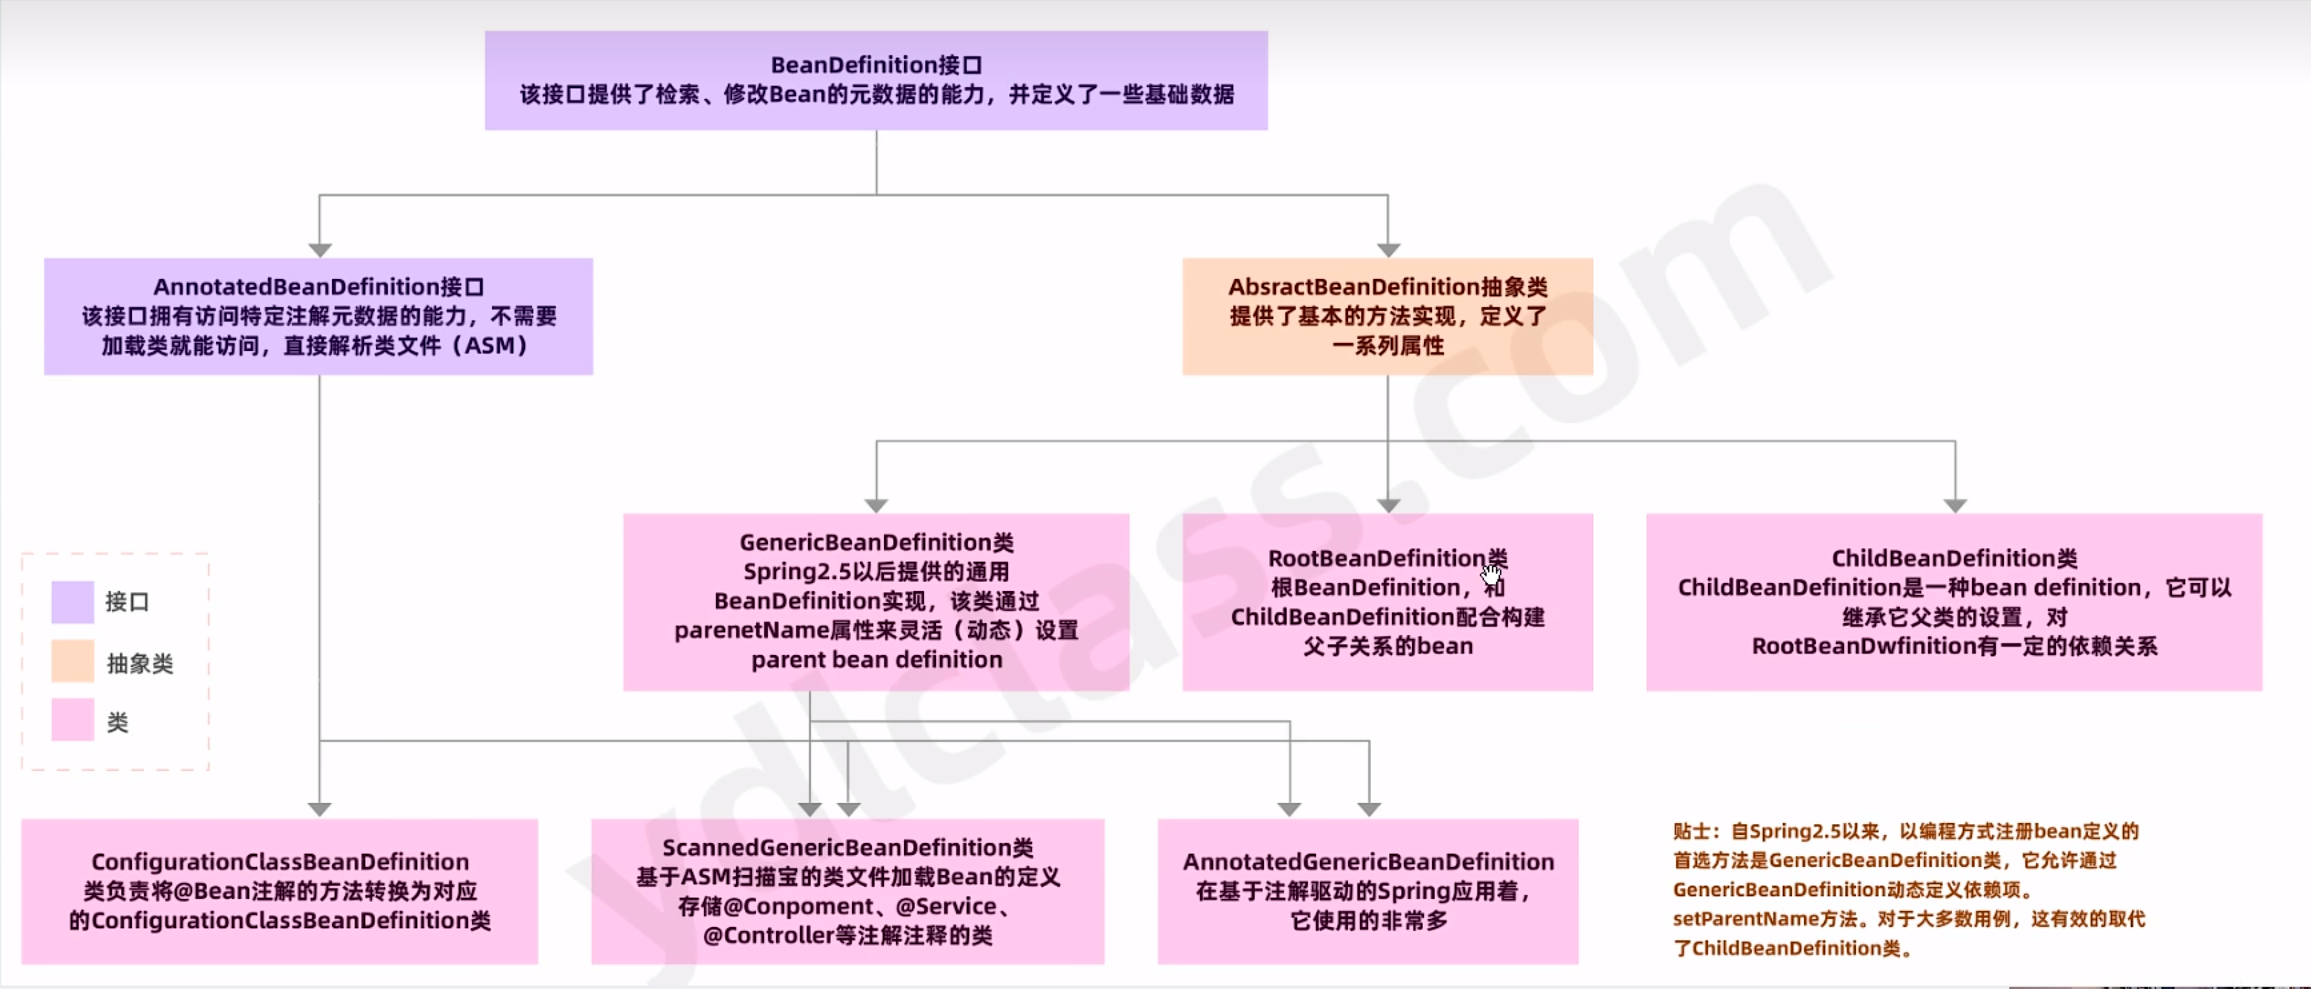 BeanDefinition接口
该接口提供了检索、修改Bean的元数据的能力，并定义了一些基础数据
AnnotatedBeanDefinition接口
该接口拥有访问特定注解元数据的能力，不需要
加载类就能访问，直接解析类文件（ASM）
AbsractBeanDefinition抽象类
提供了基本的方法实现，定义了
一系列属性
GenericBeanDefinition类
Spring2.5以后提供的通用
BeanDefinition实现，该类通过
parenetName属性来灵活（动态）设置
parent bean definition
RootBeanDefinition类
根BeanDefinition，和
ChildBeanDefinition配合构建
父子关系的bean
ChildBeanDefinition类
ChildBeanDefinition是一种bean definition，它可以
继承它父类的设置，对
RootBeanDwfinition有一定的依赖关系
接口
抽象类
类
ConfigurationClassBeanDefinition
类负责将@Bean注解的方法转换为对应
的ConfigurationClassBeanDefinition类
ScannedGenericBeanDefinition类
基于ASM扫描宝的类文件加载Bean的定义
存储@Conpoment、@Service、
@Controller等注解注释的类
AnnotatedGenericBeanDefinition
在基于注解驱动的Spring应用着，
它使用的非常多
贴士：自Spring2.5以来，以编程方式注册bean定义的
首选方法是GenericBeanDefinition类，它允许通过
GenericBeanDefinition动态定义依赖项。
setParentName方法。对于大多数用例，这有效的取代
了ChildBeanDefinition类。
ydlclass.com